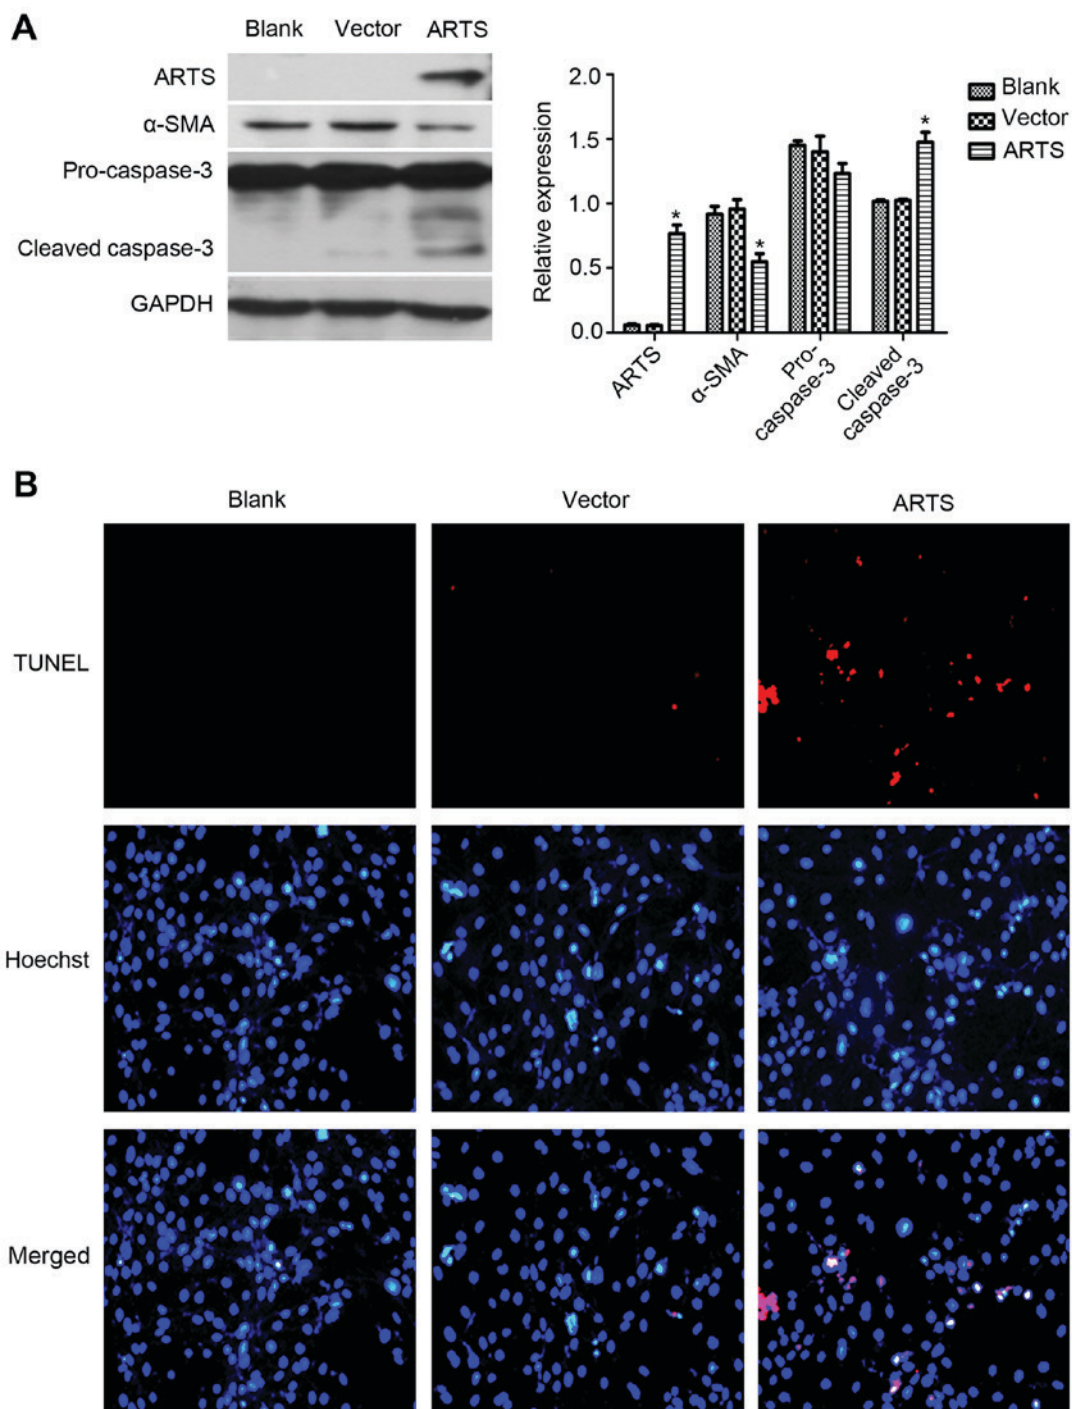 A
Blank Vector ARTS
ARTS
α-SMA
Pro-caspase-3
Cleaved caspase-3
GAPDH
Relative expression
2.0
1.5
1.0
0.5
0.0
* * *
ARTS
α-SMA
Pro-
caspase-3
Cleaved
caspase-3
Blank
Vector
ARTS
B
Blank Vector ARTS
TUNEL
Hoechst
Merged